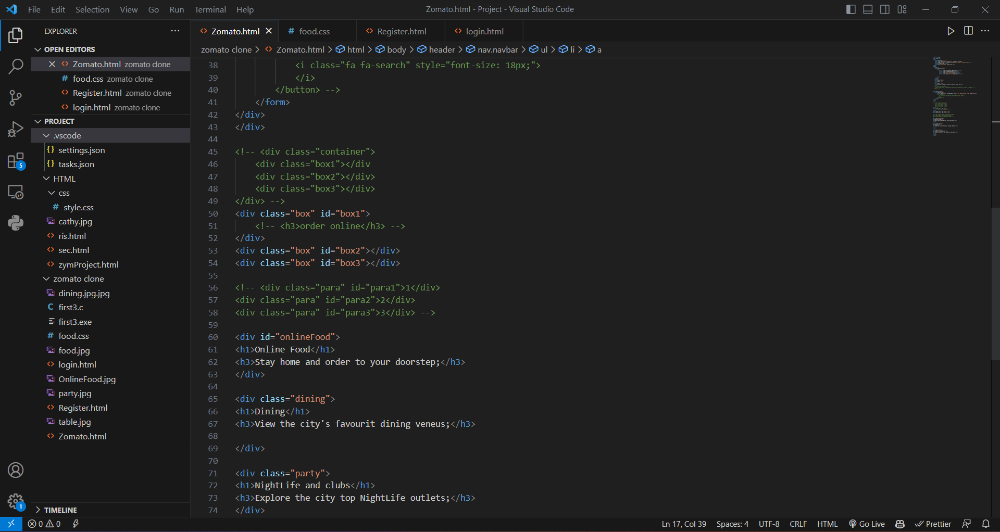 File Edit Selection View Go Run Terminal Help
Zomato.html - Project - Visual Studio Code
EXPLORER
OPEN EDITORS
Zomato.html zomato clone
food.css zomato clone
Register.html zomato clone
login.html zomato clone
PROJECT
.vscode
settings.json
tasks.json
HTML
css
style.css
cathy.jpg
ris.html
sec.html
zymProject.html
zomato clone
dining.jpg.jpg
first3.c
first3.exe
food.css
food.jpg
login.html
OnlineFood.jpg
party.jpg
Register.html
table.jpg
Zomato.html
TIMELINE
5
1
Zomato.html food.css Register.html login.html
zomato clone > Zomato.html > html > body > header > nav.navbar > ul > li > a
38 <i class="fa fa-search" style="font-size: 18px;">
39 </i>
40 </button> -->
41 </form>
42 </div>
43 </div>
44
45 <!-- <div class="container">
46 <div class="box1"></div
47 <div class="box2"></div>
48 <div class="box3"></div>
49 </div> -->
50 <div class="box" id="box1">
51 <!-- <h3>order online</h3> -->
52 </div>
53 <div class="box" id="box2"></div>
54 <div class="box" id="box3"></div>
55
56 <!-- <div class="para" id="para1">1</div>
57 <div class="para" id="para2">2</div>
58 <div class="para" id="para3">3</div> -->
59
60 <div id="onlineFood">
61 <h1>Online Food</h1>
62 <h3>Stay home and order to your doorstep;</h3>
63 </div>
64
65 <div class="dining">
66 <h1>Dining</h1>
67 <h3>View the city's favourit dining veneus;</h3>
68
69 </div>
70
71 <div class="party">
72 <h1>NightLife and clubs</h1>
73 <h3>Explore the city top NightLife outlets;</h3>
74 </div>
0 0
Ln 17, Col 39 Spaces: 4 UTF-8 CRLF HTML Go Live Prettier